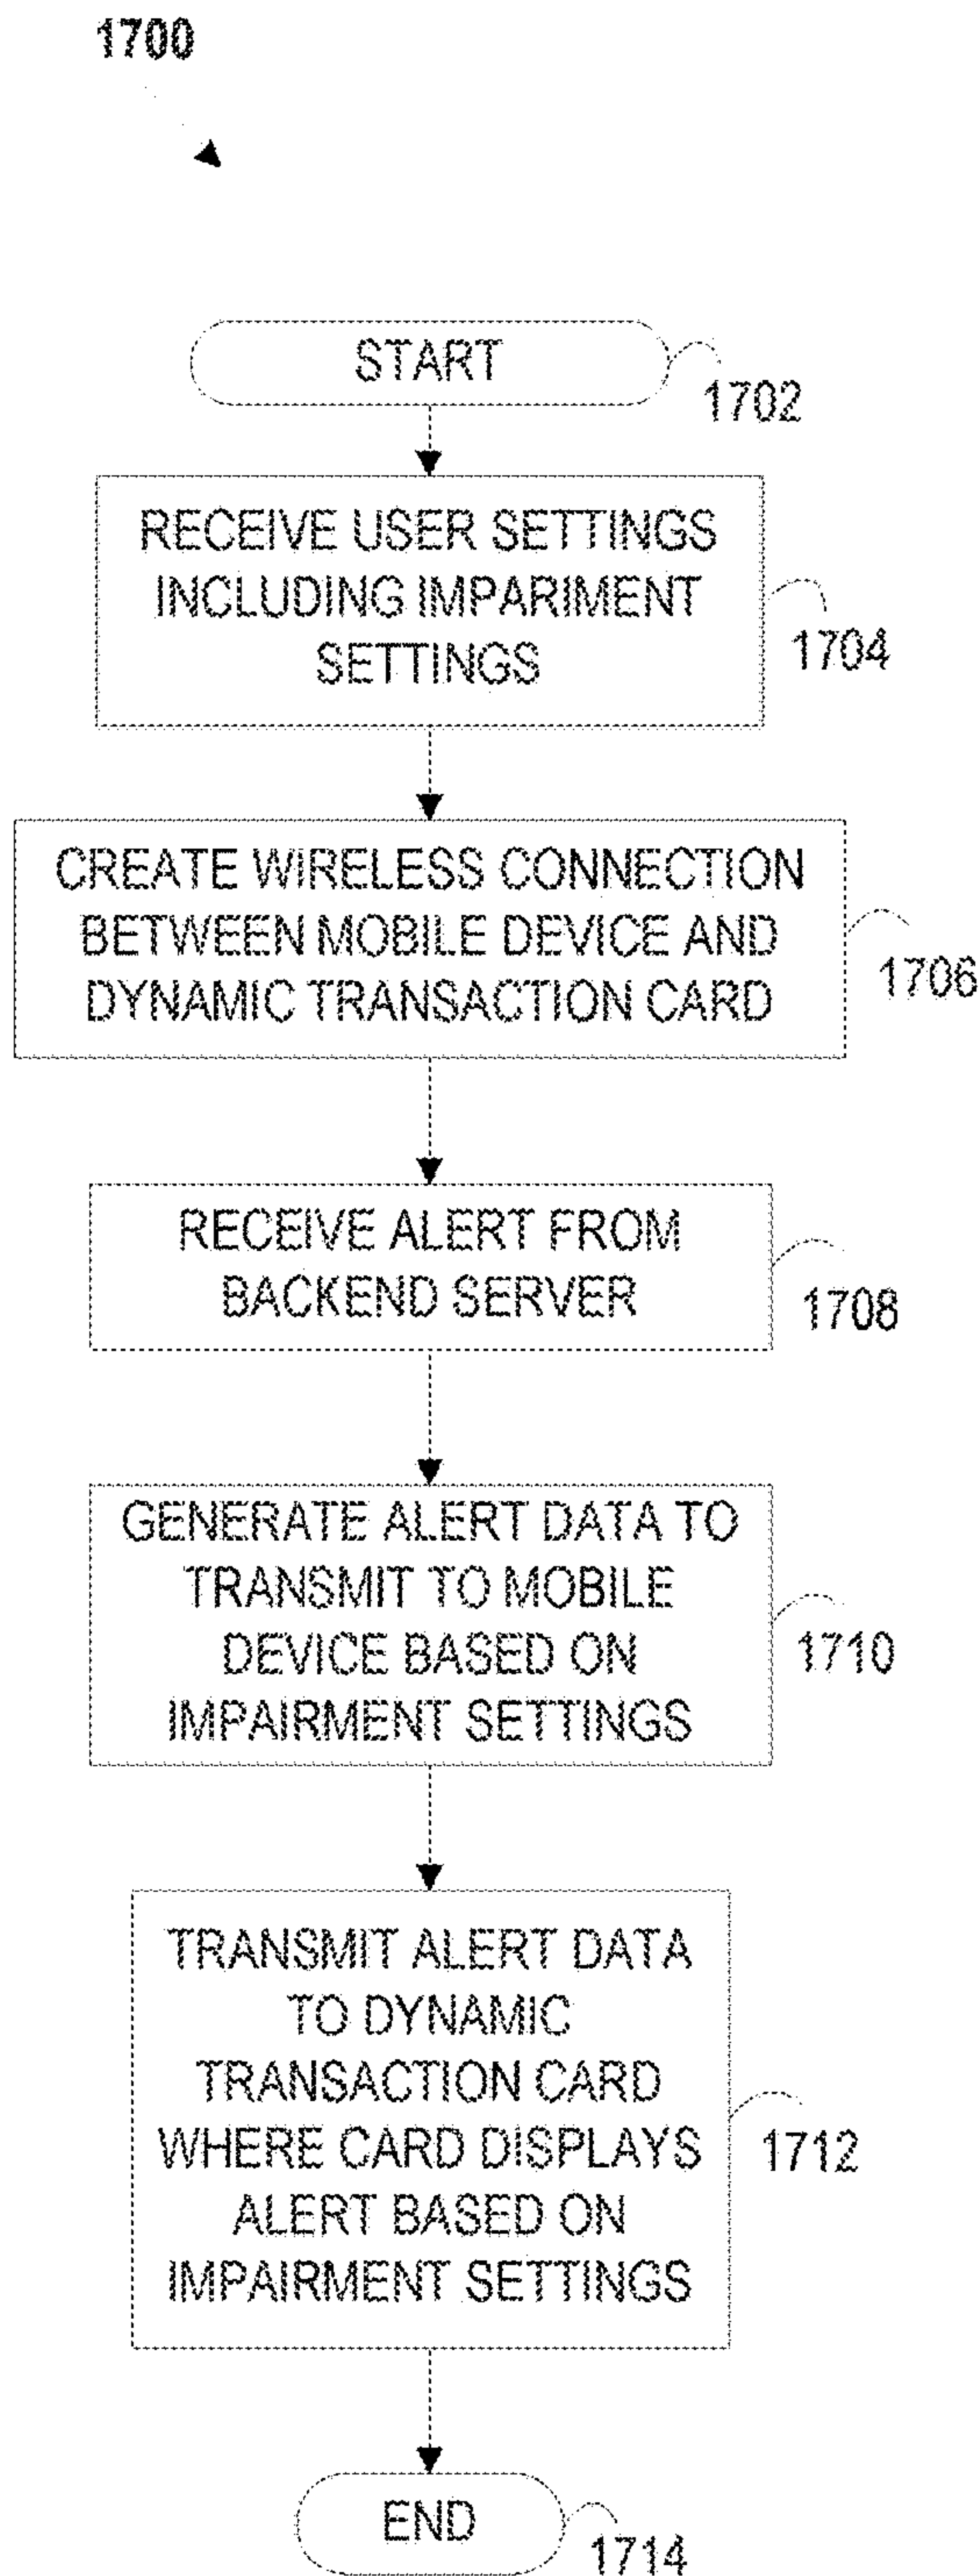 1700
START
1702
RECEIVE USER SETTINGS
INCLUDING IMPARIMENT
SETTINGS
1704
CREATE WIRELESS CONNECTION
BETWEEN MOBILE DEVICE AND
DYNAMIC TRANSACTION CARD
1706
RECEIVE ALERT FROM
BACKEND SERVER
1708
GENERATE ALERT DATA TO
TRANSMIT TO MOBILE
DEVICE BASED ON
IMPAIRMENT SETTINGS
1710
TRANSMIT ALERT DATA
TO DYNAMIC
TRANSACTION CARD
WHERE CARD DISPLAYS
ALERT BASED ON
IMPAIRMENT SETTINGS
1712
END
1714